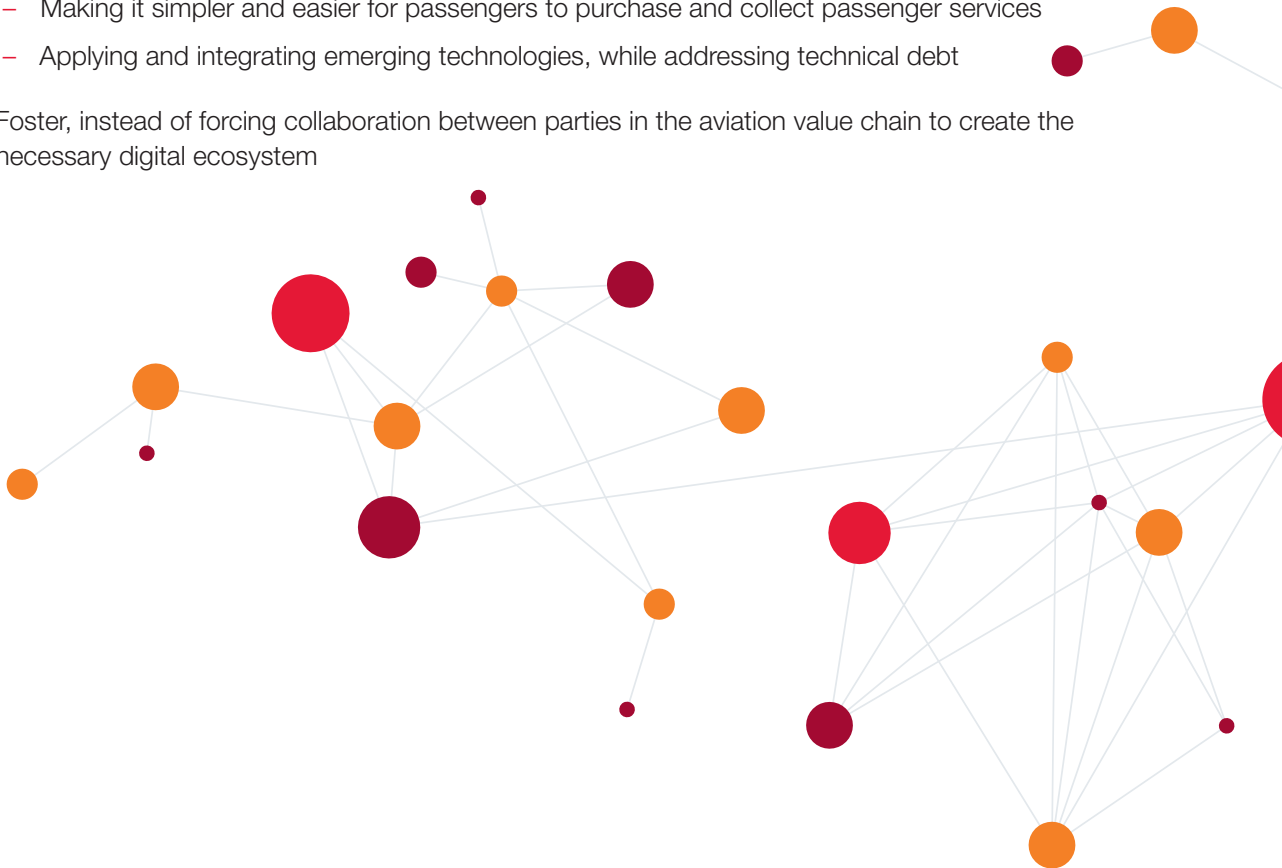 – Making it simpler and easier for passengers to purchase and collect passenger services
– Applying and integrating emerging technologies, while addressing technical debt
Foster, instead of forcing collaboration between parties in the aviation value chain to create the
necessary digital ecosystem